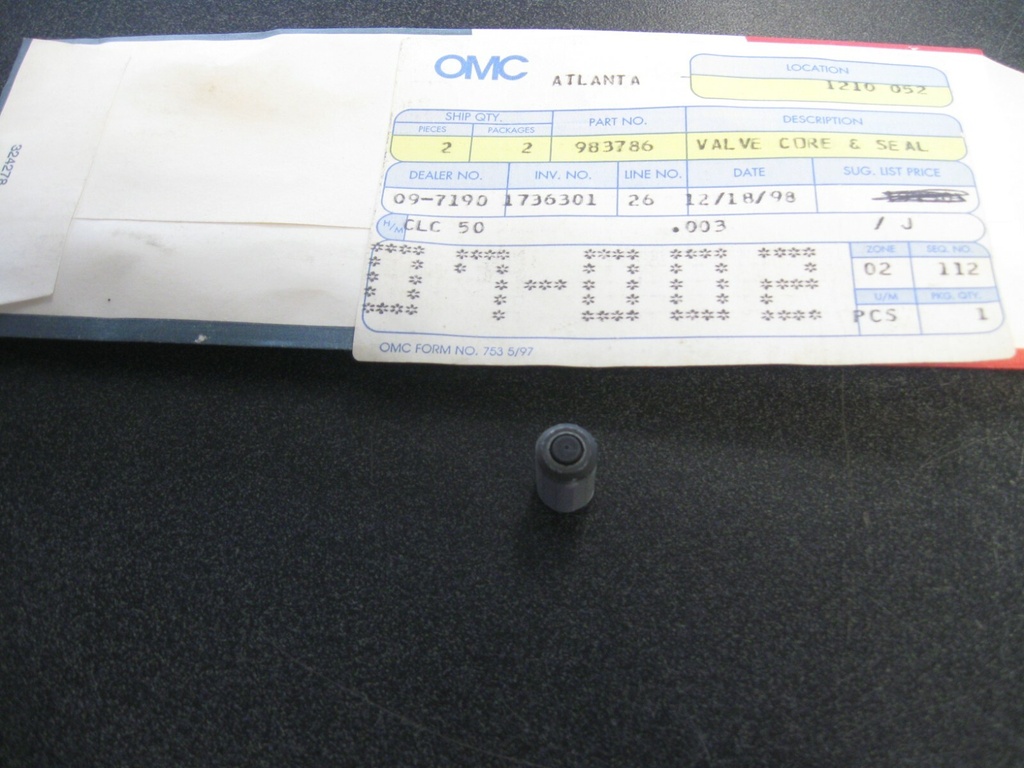 OMC ATLANTA
LOCATION
1210 052
SHIP QTY. PART NO. DESCRIPTION
PIECES PACKAGES
2 2 983786 VALVE CORE & SEAL
DEALER NO. INV. NO. LINE NO. DATE SUG. LIST PRICE
09-7190 1736301 26 12/18/98
H/M CLC 50 .003 / J
ZONE SEQ. NO.
02 112
U/M PKG. QTY.
PCS 1
OMC FORM NO. 753 5/97